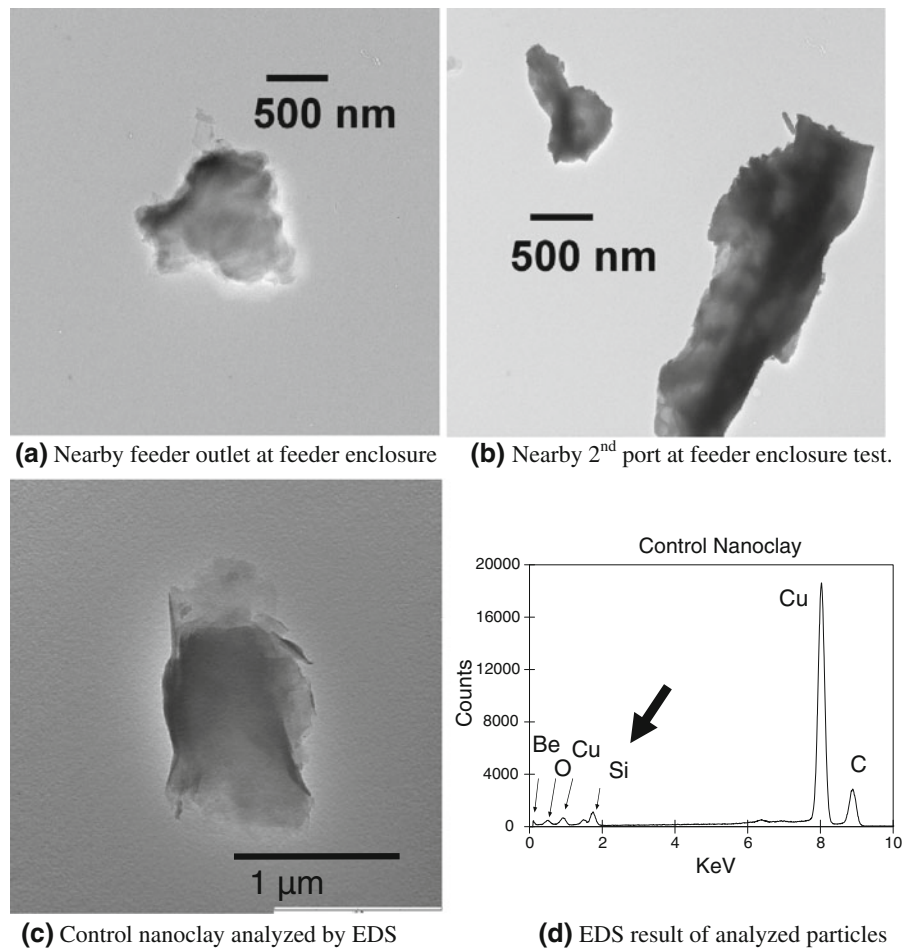 500 nm
500 nm
(a) Nearby feeder outlet at feeder enclosure
(b) Nearby 2nd port at feeder enclosure test.
1 μm
Control Nanoclay
20000
16000
12000
8000
4000
0
Counts
Be
O
Cu
Si
Cu
C
0 2 4 6 8 10
KeV
(c) Control nanoclay analyzed by EDS
(d) EDS result of analyzed particles